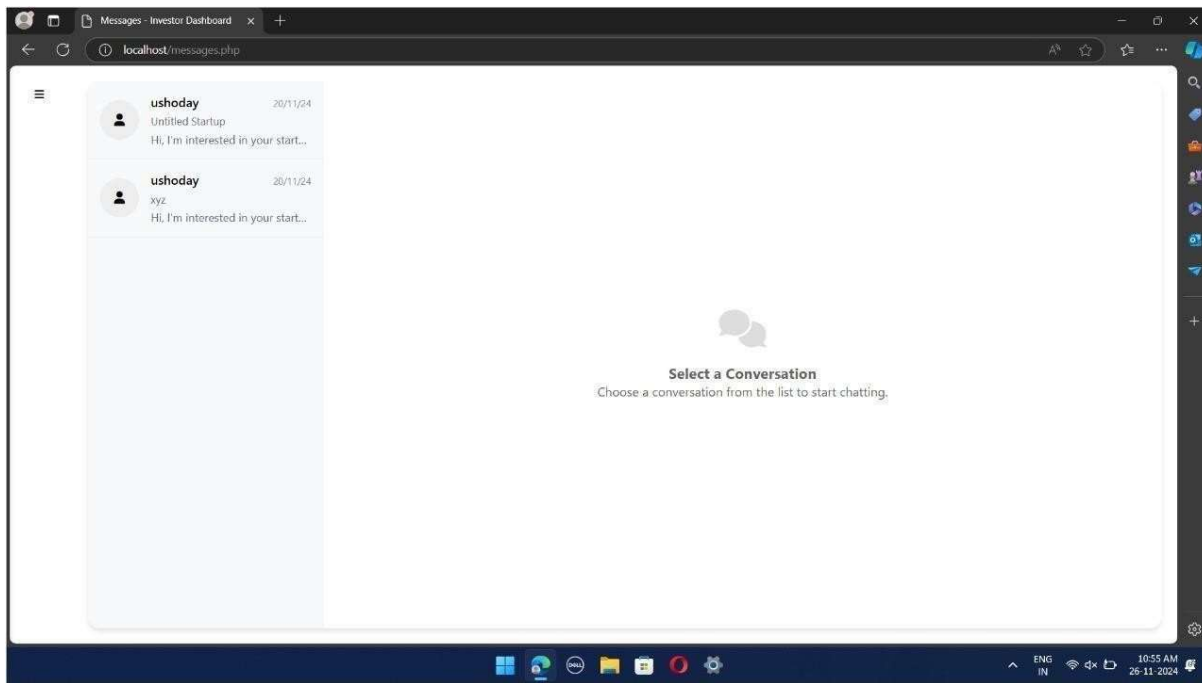 Messages - Investor Dashboard
localhost/messages.php
ushoday 20/11/24
Untitled Startup
Hi, I'm interested in your start...
ushoday 20/11/24
xyz
Hi, I'm interested in your start...
Select a Conversation
Choose a conversation from the list to start chatting.
DELL
ENG
IN
10:55 AM
26-11-2024